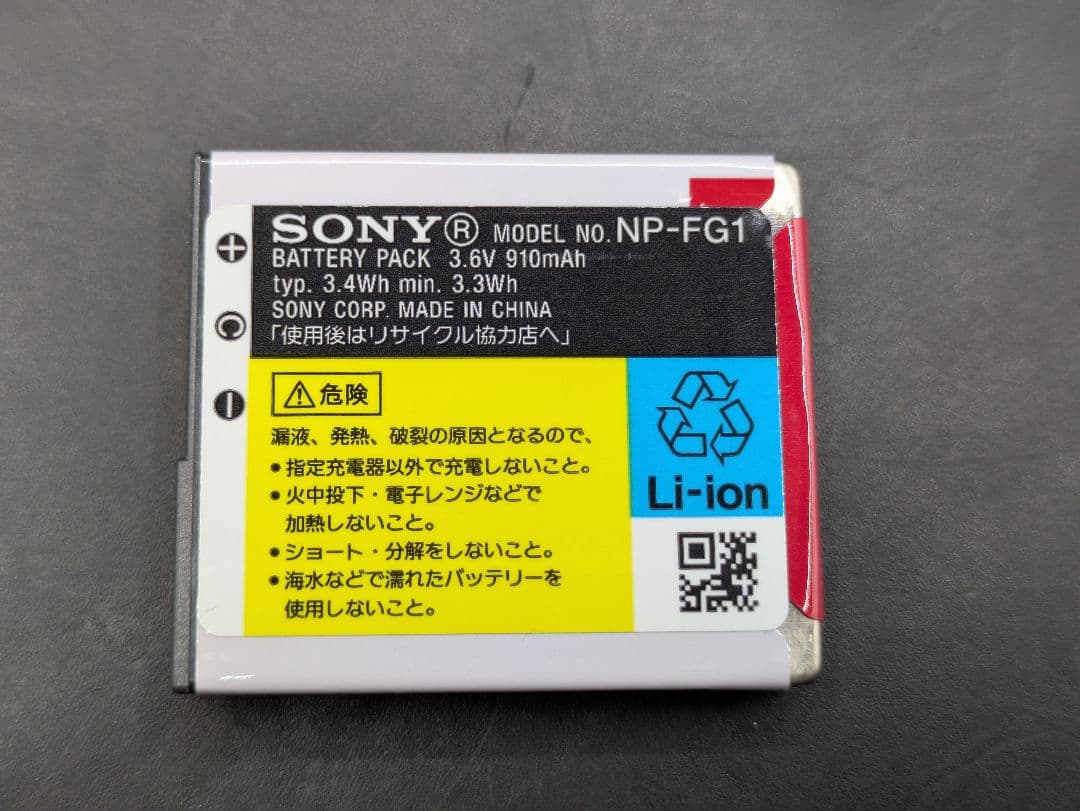 SONY® MODEL NO. NP-FG1
BATTERY PACK 3.6V 910mAh
typ. 3.4Wh min. 3.3Wh
SONY CORP. MADE IN CHINA
「使用後はリサイクル協力店へ」
⚠危険
漏液、発熱、破裂の原因となるので、
●指定充電器以外で充電しないこと。
●火中投下・電子レンジなどで
加熱しないこと。
●ショート・分解をしないこと。
●海水などで濡れたバッテリーを
使用しないこと。
Li-ion